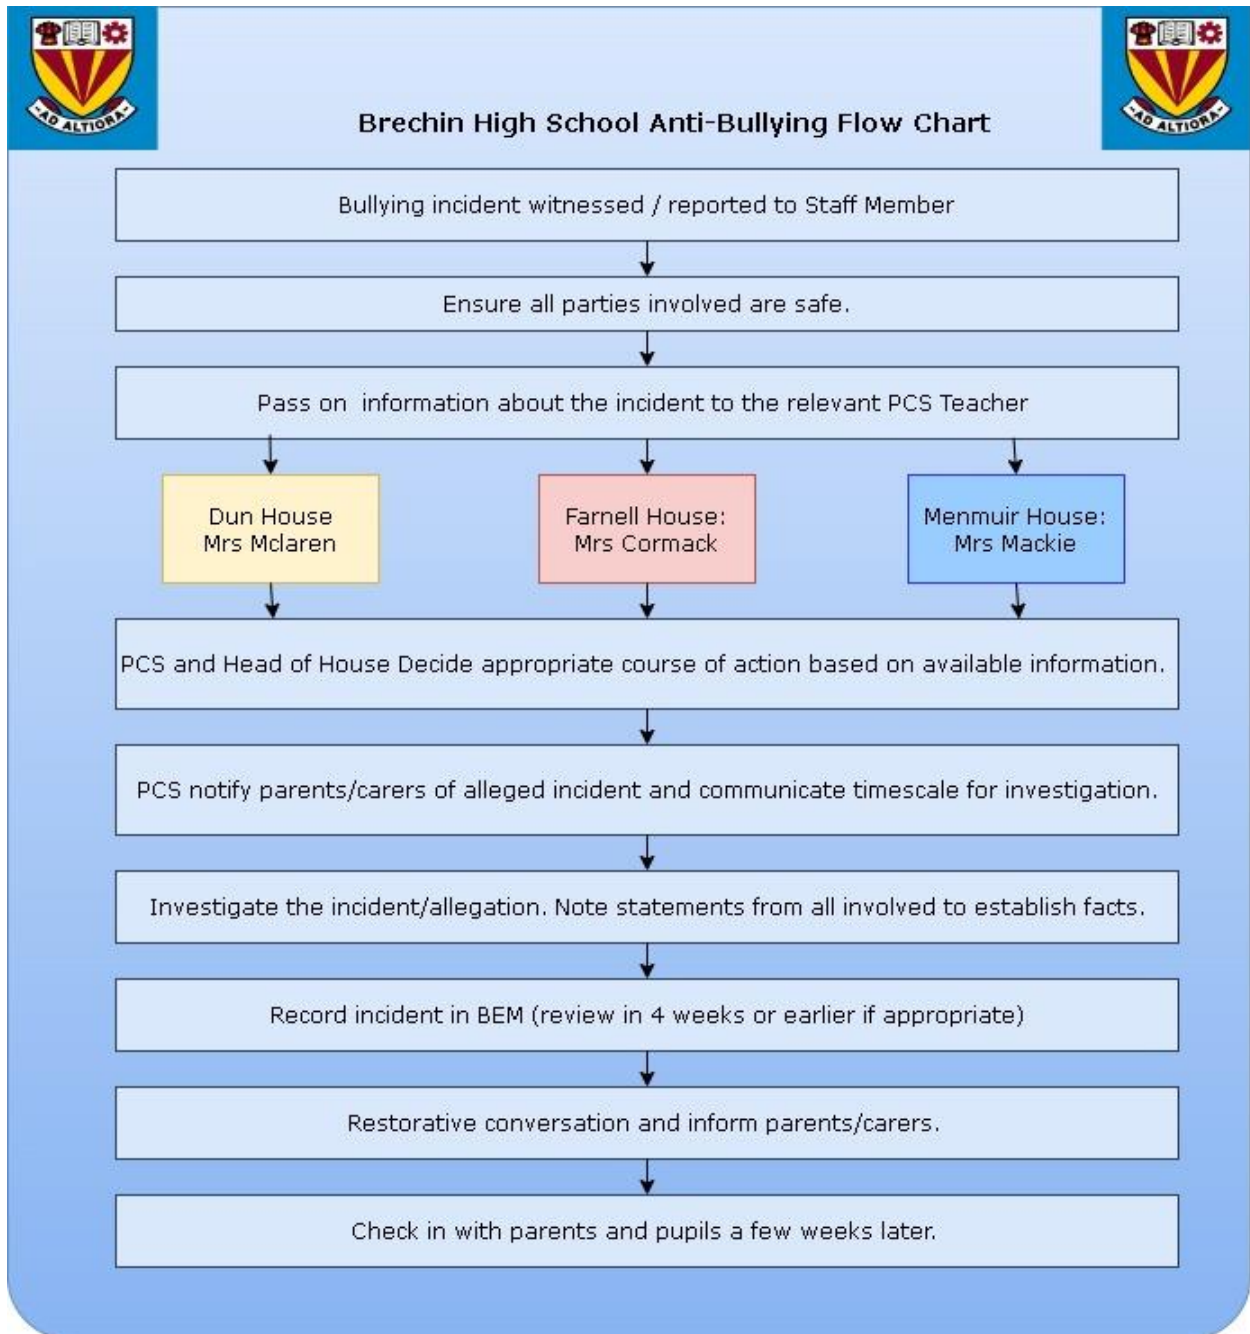 AD ALTIORA
AD ALTIORA
Brechin High School Anti-Bullying Flow Chart
Bullying incident witnessed / reported to Staff Member
Ensure all parties involved are safe.
Pass on  information about the incident to the relevant PCS Teacher
Dun House
Mrs Mclaren
Farnell House:
Mrs Cormack
Menmuir House:
Mrs Mackie
PCS and Head of House Decide appropriate course of action based on available information.
PCS notify parents/carers of alleged incident and communicate timescale for investigation.
Investigate the incident/allegation. Note statements from all involved to establish facts.
Record incident in BEM (review in 4 weeks or earlier if appropriate)
Restorative conversation and inform parents/carers.
Check in with parents and pupils a few weeks later.